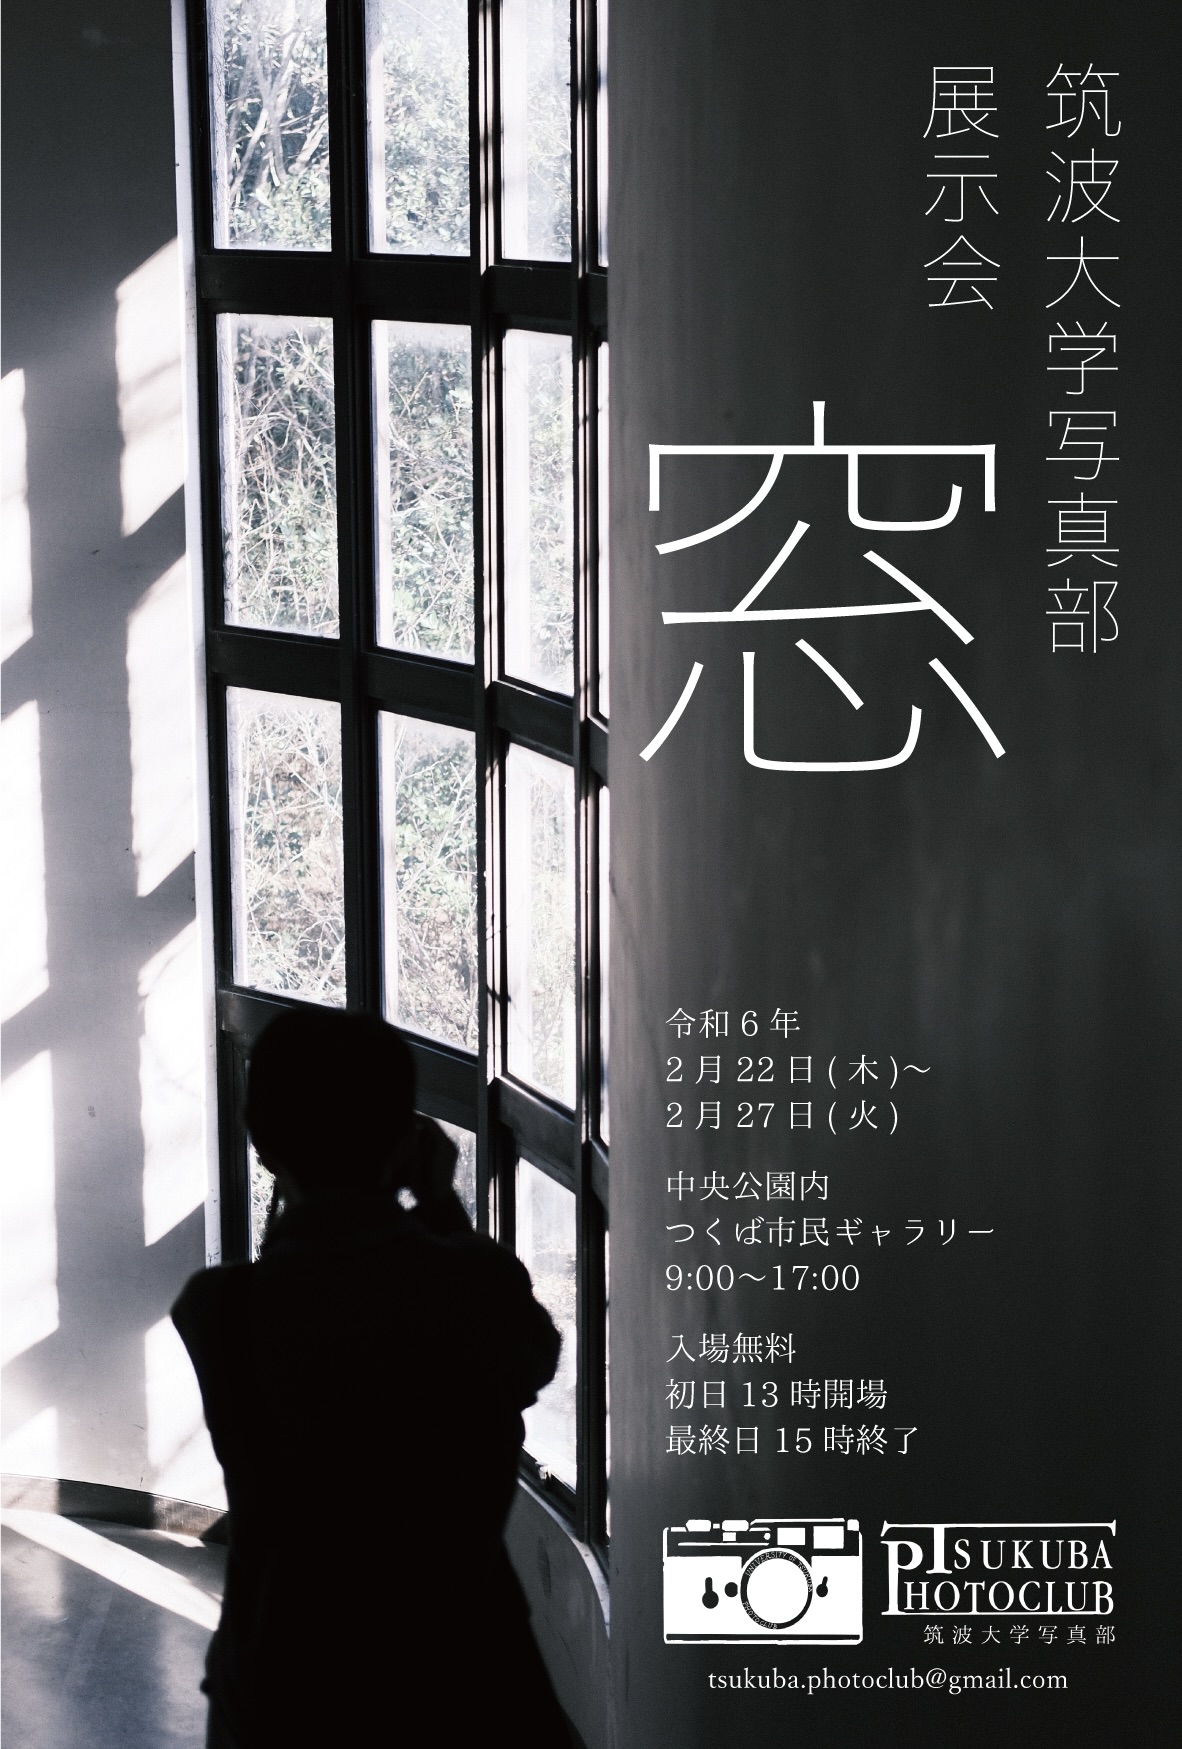 筑波大学写真部
展示会
窓
令和6年
2月22日(木)～
2月27日(火)
中央公園内
つくば市民ギャラリー
9:00～17:00
入場無料
初日13時開場
最終日15時終了
UNIVERSITY of TSUKUBA
PHOTOCLUB
TSUKUBA
PHOTOCLUB
筑波大学写真部
tsukuba.photoclub@gmail.com